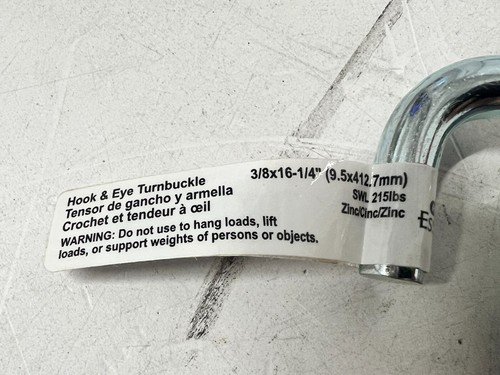 Hook & Eye Turnbuckle
Tensor de gancho y armella
Crochet et tendeur à œil
WARNING: Do not use to hang loads, lift
loads, or support weights of persons or objects.
3/8x16-1/4" (9.5x412.7mm)
SWL 215lbs
Zinc/Cinc/Zinc